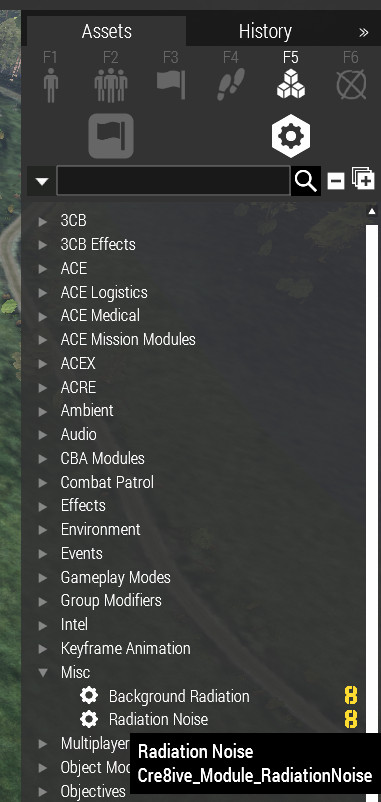 Assets History »
F1 F2 F3 F4 F5 F6
3CB
3CB Effects
ACE
ACE Logistics
ACE Medical
ACE Mission Modules
ACEX
ACRE
Ambient
Audio
CBA Modules
Combat Patrol
Effects
Environment
Events
Gameplay Modes
Group Modifiers
Intel
Keyframe Animation
Misc
Background Radiation
Radiation Noise
Multiplayer
Radiation Noise
Cre8ive_Module_RadiationNoise
Object Mo
Objectives